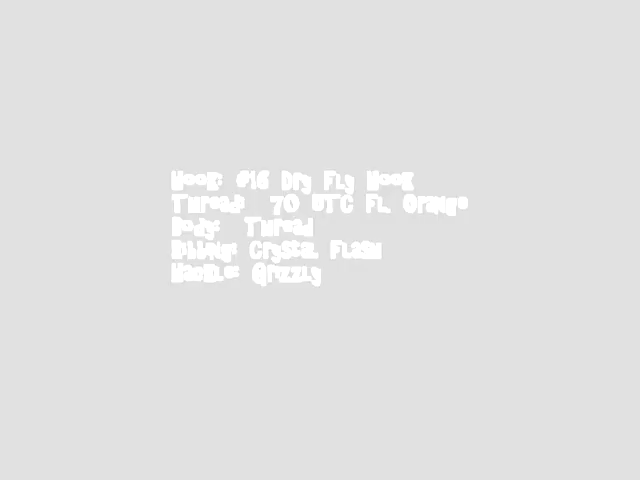 Hook: #16 Dry Fly Hook
Thread: 70 UTC Fl Orange
Body: Thread
Ribbing: Crystal Flash
Hackle: Grizzly